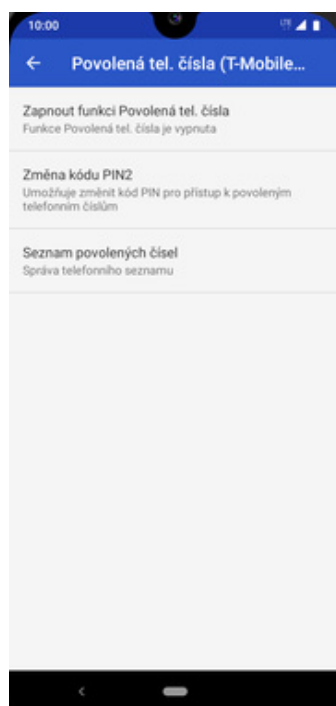 10:00
LTE
Povolená tel. čísla (T-Mobile...
Zapnout funkci Povolená tel. čísla
Funkce Povolená tel. čísla je vypnuta
Změna kódu PIN2
Umožňuje změnit kód PIN pro přístup k povoleným
telefonním číslům
Seznam povolených čísel
Správa telefonního seznamu